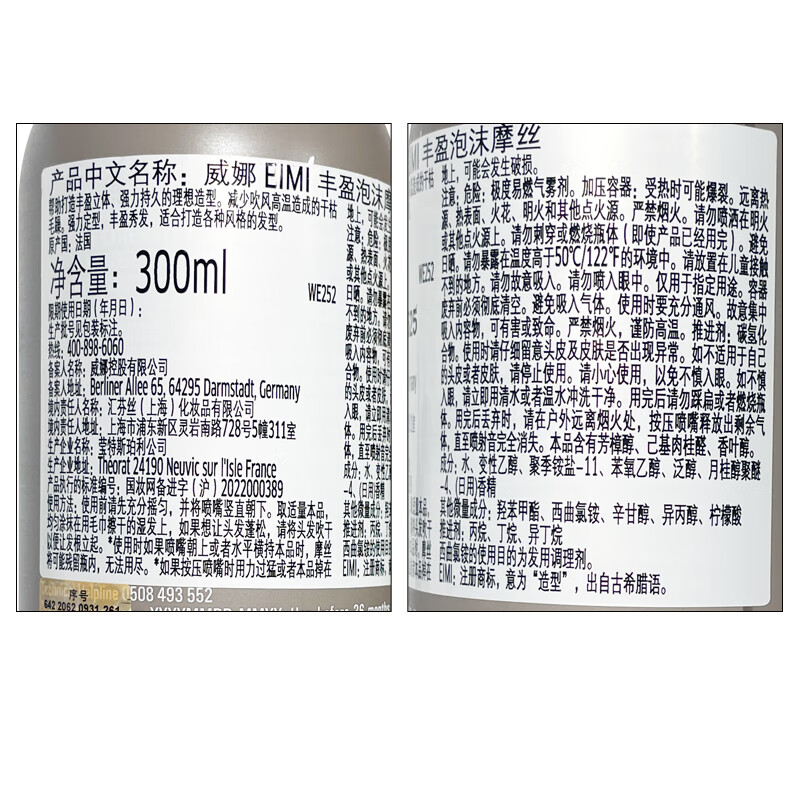 产品中文名称：威娜 EIMI 丰盈泡沫摩
帮助打造丰盈立体、强力持久的理想造型。减少吹风高温造成的干枯
毛躁。强力定型，丰盈秀发，适合打造各种风格的发型。
原产国：法国
净含量：300ml
WE252
限期使用日期（年月日）：
生产批号见包装标注。
热线：400-898-6060
备案人名称：威娜控股有限公司
备案人地址：Berliner Allee 65, 64295 Darmstadt, Germany
境内责任人名称：汇芬丝（上海）化妆品有限公司
境内责任人地址：上海市浦东新区灵岩南路728号5幢311室
生产企业名称：莹特斯珀利公司
生产企业地址：Theorat 24190 Neuvic sur l'Isle France
产品执行的标准编号：国妆网备进字（沪）2022000389
使用方法：使用前请先充分摇匀，并将喷嘴竖直朝下。取适量本品，
均匀涂抹在用毛巾擦干的湿发上，如果想让头发蓬松，请将头发吹干
以便让发根立起。*使用时如果喷嘴朝上或者水平横持本品时，摩丝
将可能残留瓶内，无法用尽。*如果按压喷嘴时用力过猛或者本品掉在
序号
642 2062 0931 261
0508 493 552
MI 丰盈泡沫摩丝
地上，可能会发生破损。
注意：危险：极度易燃气雾剂。加压容器：受热时可能爆裂。远离热
源、热表面、火花、明火和其他点火源。严禁烟火。请勿喷洒在明火
或其他点火源上。请勿刺穿或燃烧瓶体（即使产品已经用完）。避免
日晒。请勿暴露在温度高于50℃/122℉的环境中。请放置在儿童接触
不到的地方。请勿故意吸入。请勿喷入眼中。仅用于指定用途。容器
废弃前必须彻底清空。避免吸入气体。使用时要充分通风。故意集中
吸入内容物，可有害或致命。严禁烟火，谨防高温。推进剂：碳氢化
合物。使用时请仔细留意头皮及皮肤是否出现异常。如不适用于自己
的头皮或者皮肤，请停止使用。请小心使用，以免不慎入眼。如不慎
入眼，请立即用清水或者温水冲洗干净。用完后请勿踩扁或者燃烧瓶
体。用完后丢弃时，请在户外远离烟火处，按压喷嘴释放出剩余气
体，直至喷射音完全消失。本品含有芳樟醇、己基肉桂醛、香叶醇。
成分：水、变性乙醇、聚季铵盐-11、苯氧乙醇、泛醇、月桂醇聚醚
-4、(日用)香精
其他微量成分：羟苯甲酯、西曲氯铵、辛甘醇、异丙醇、柠檬酸
推进剂：丙烷、丁烷、异丁烷
西曲氯铵的使用目的为发用调理剂。
EIMI：注册商标，意为“造型”，出自古希腊语。